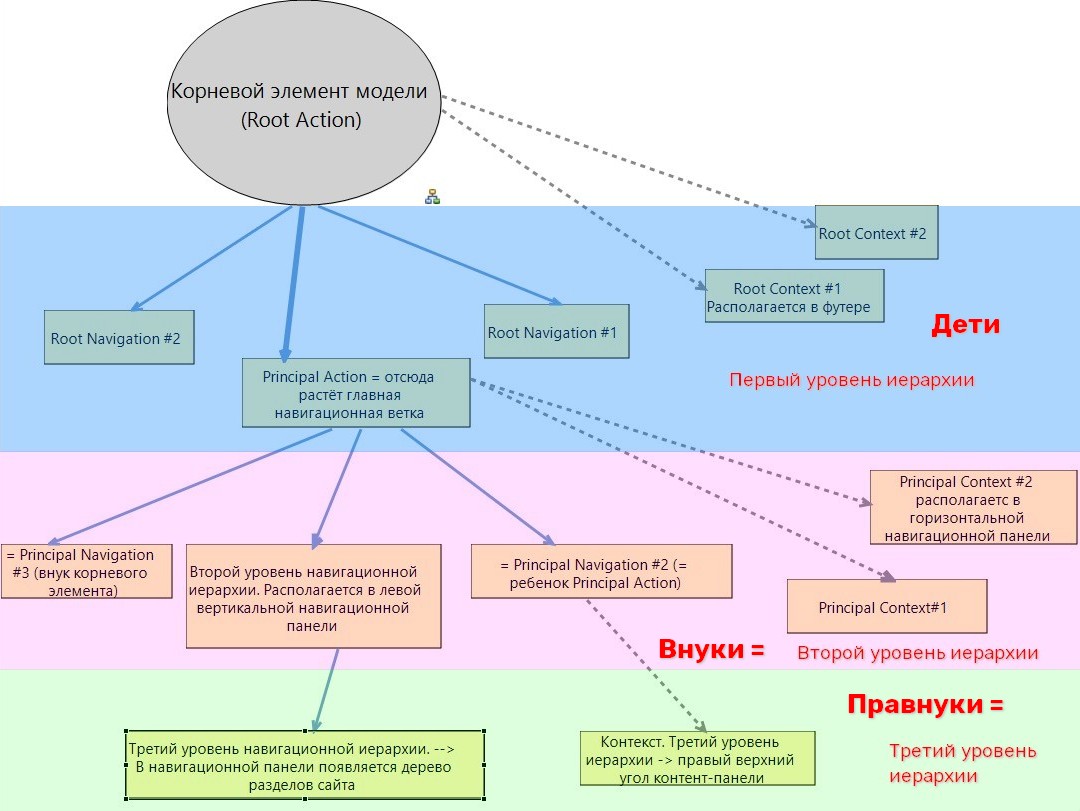 Корневой элемент модели
(Root Action)
Root Context #2
Root Context #1
Располагается в футере
Root Navigation #2
Root Navigation #1
Дети
Первый уровень иерархии
Principal Action = отсюда
растёт главная
навигационная ветка
Principal Context #2
располагаетс в
горизонтальной
навигационной панели
= Principal Navigation
#3 (внук корневого
элемента)
Второй уровень навигационной
иерархии. Располагается в левой
вертикальной навигационной
панели
= Principal Navigation #2 (=
ребенок Principal Action)
Principal Context#1
Внуки =
Второй уровень иерархии
Правнуки =
Третий уровень
иерархии
Третий уровень навигационной иерархии. -->
В навигационной панели появляется дерево
разделов сайта
Контекст. Третий уровень
иерархии -> правый верхний
угол контент-панели